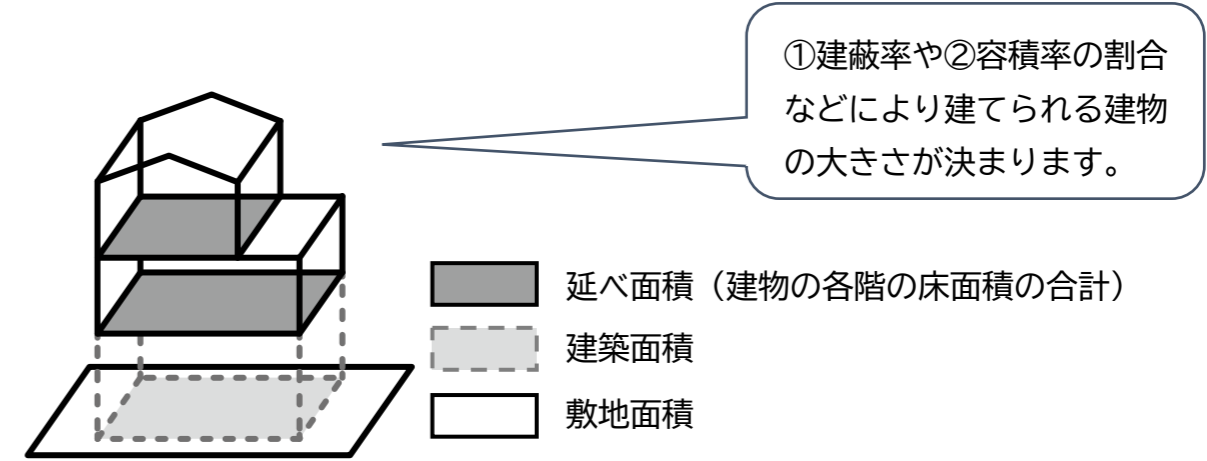 ①建蔽率や②容積率の割合
などにより建てられる建物
の大きさが決まります。
延べ面積（建物の各階の床面積の合計）
建築面積
敷地面積